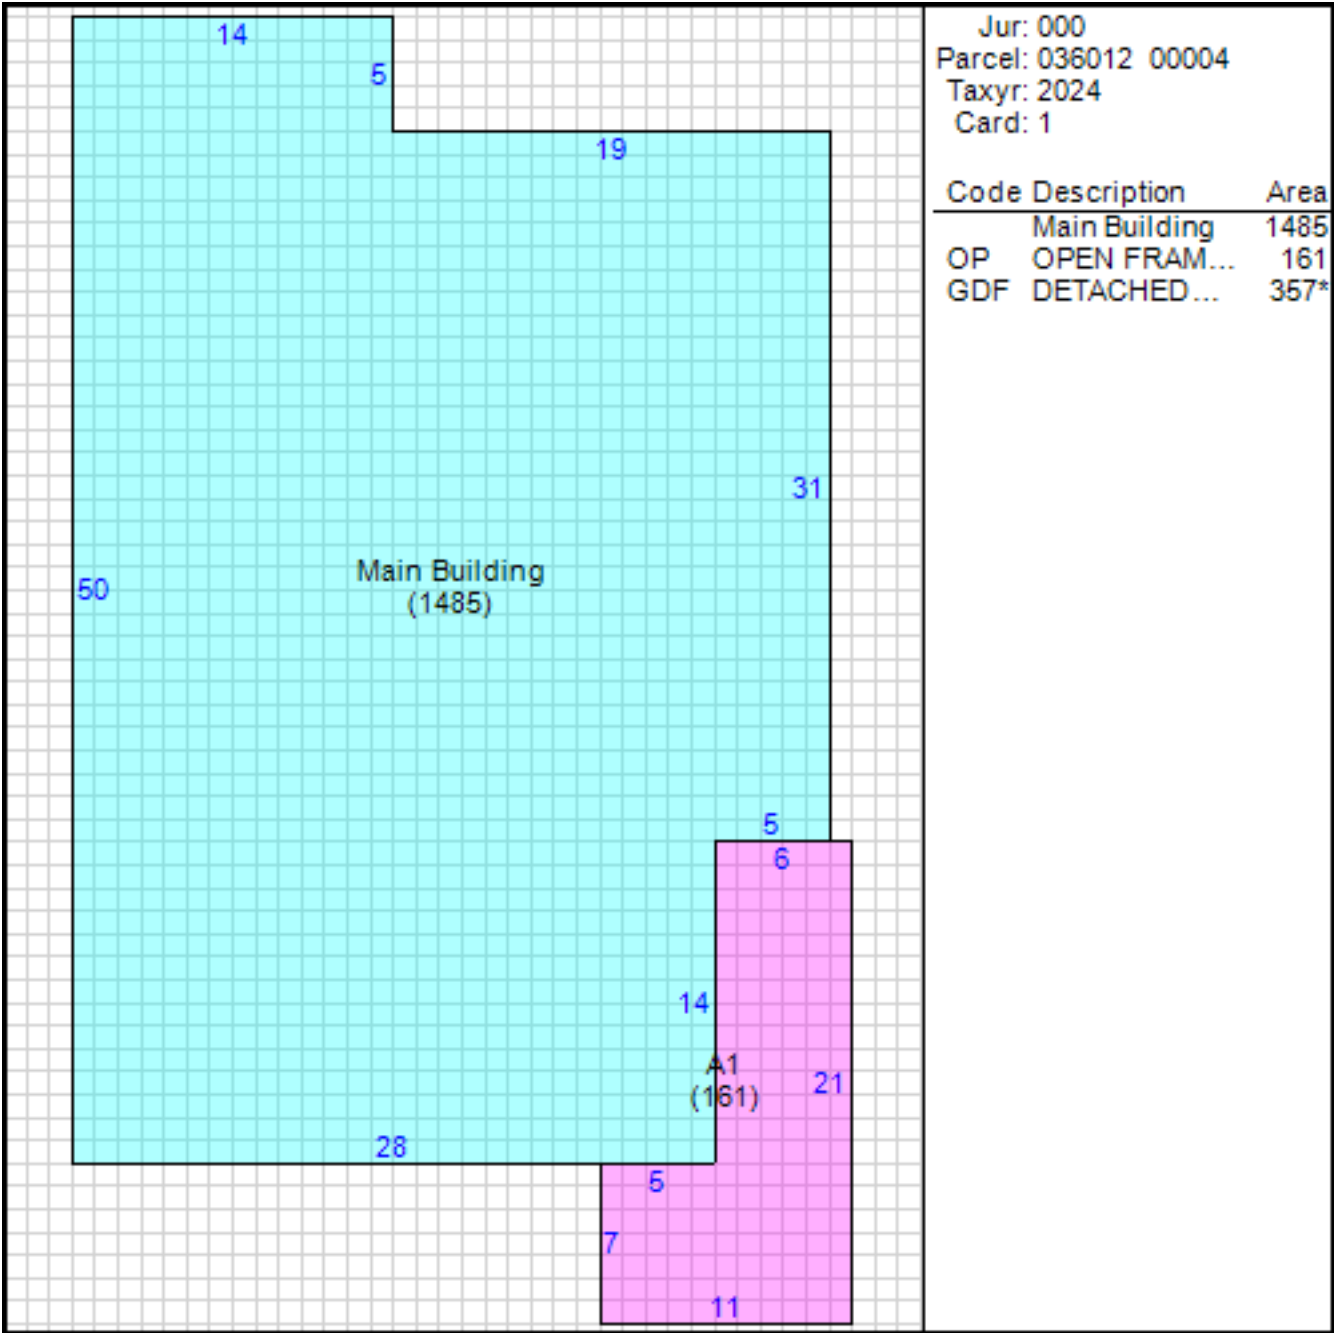 14
5
19
31
50
Main Building
(1485)
5
6
14
A1
(161)
21
28
5
7
11
Jur: 000
Parcel: 036012 00004
Taxyr: 2024
Card: 1
Code Description Area
Main Building 1485
OP OPEN FRAM... 161
GDF DETACHED... 357*